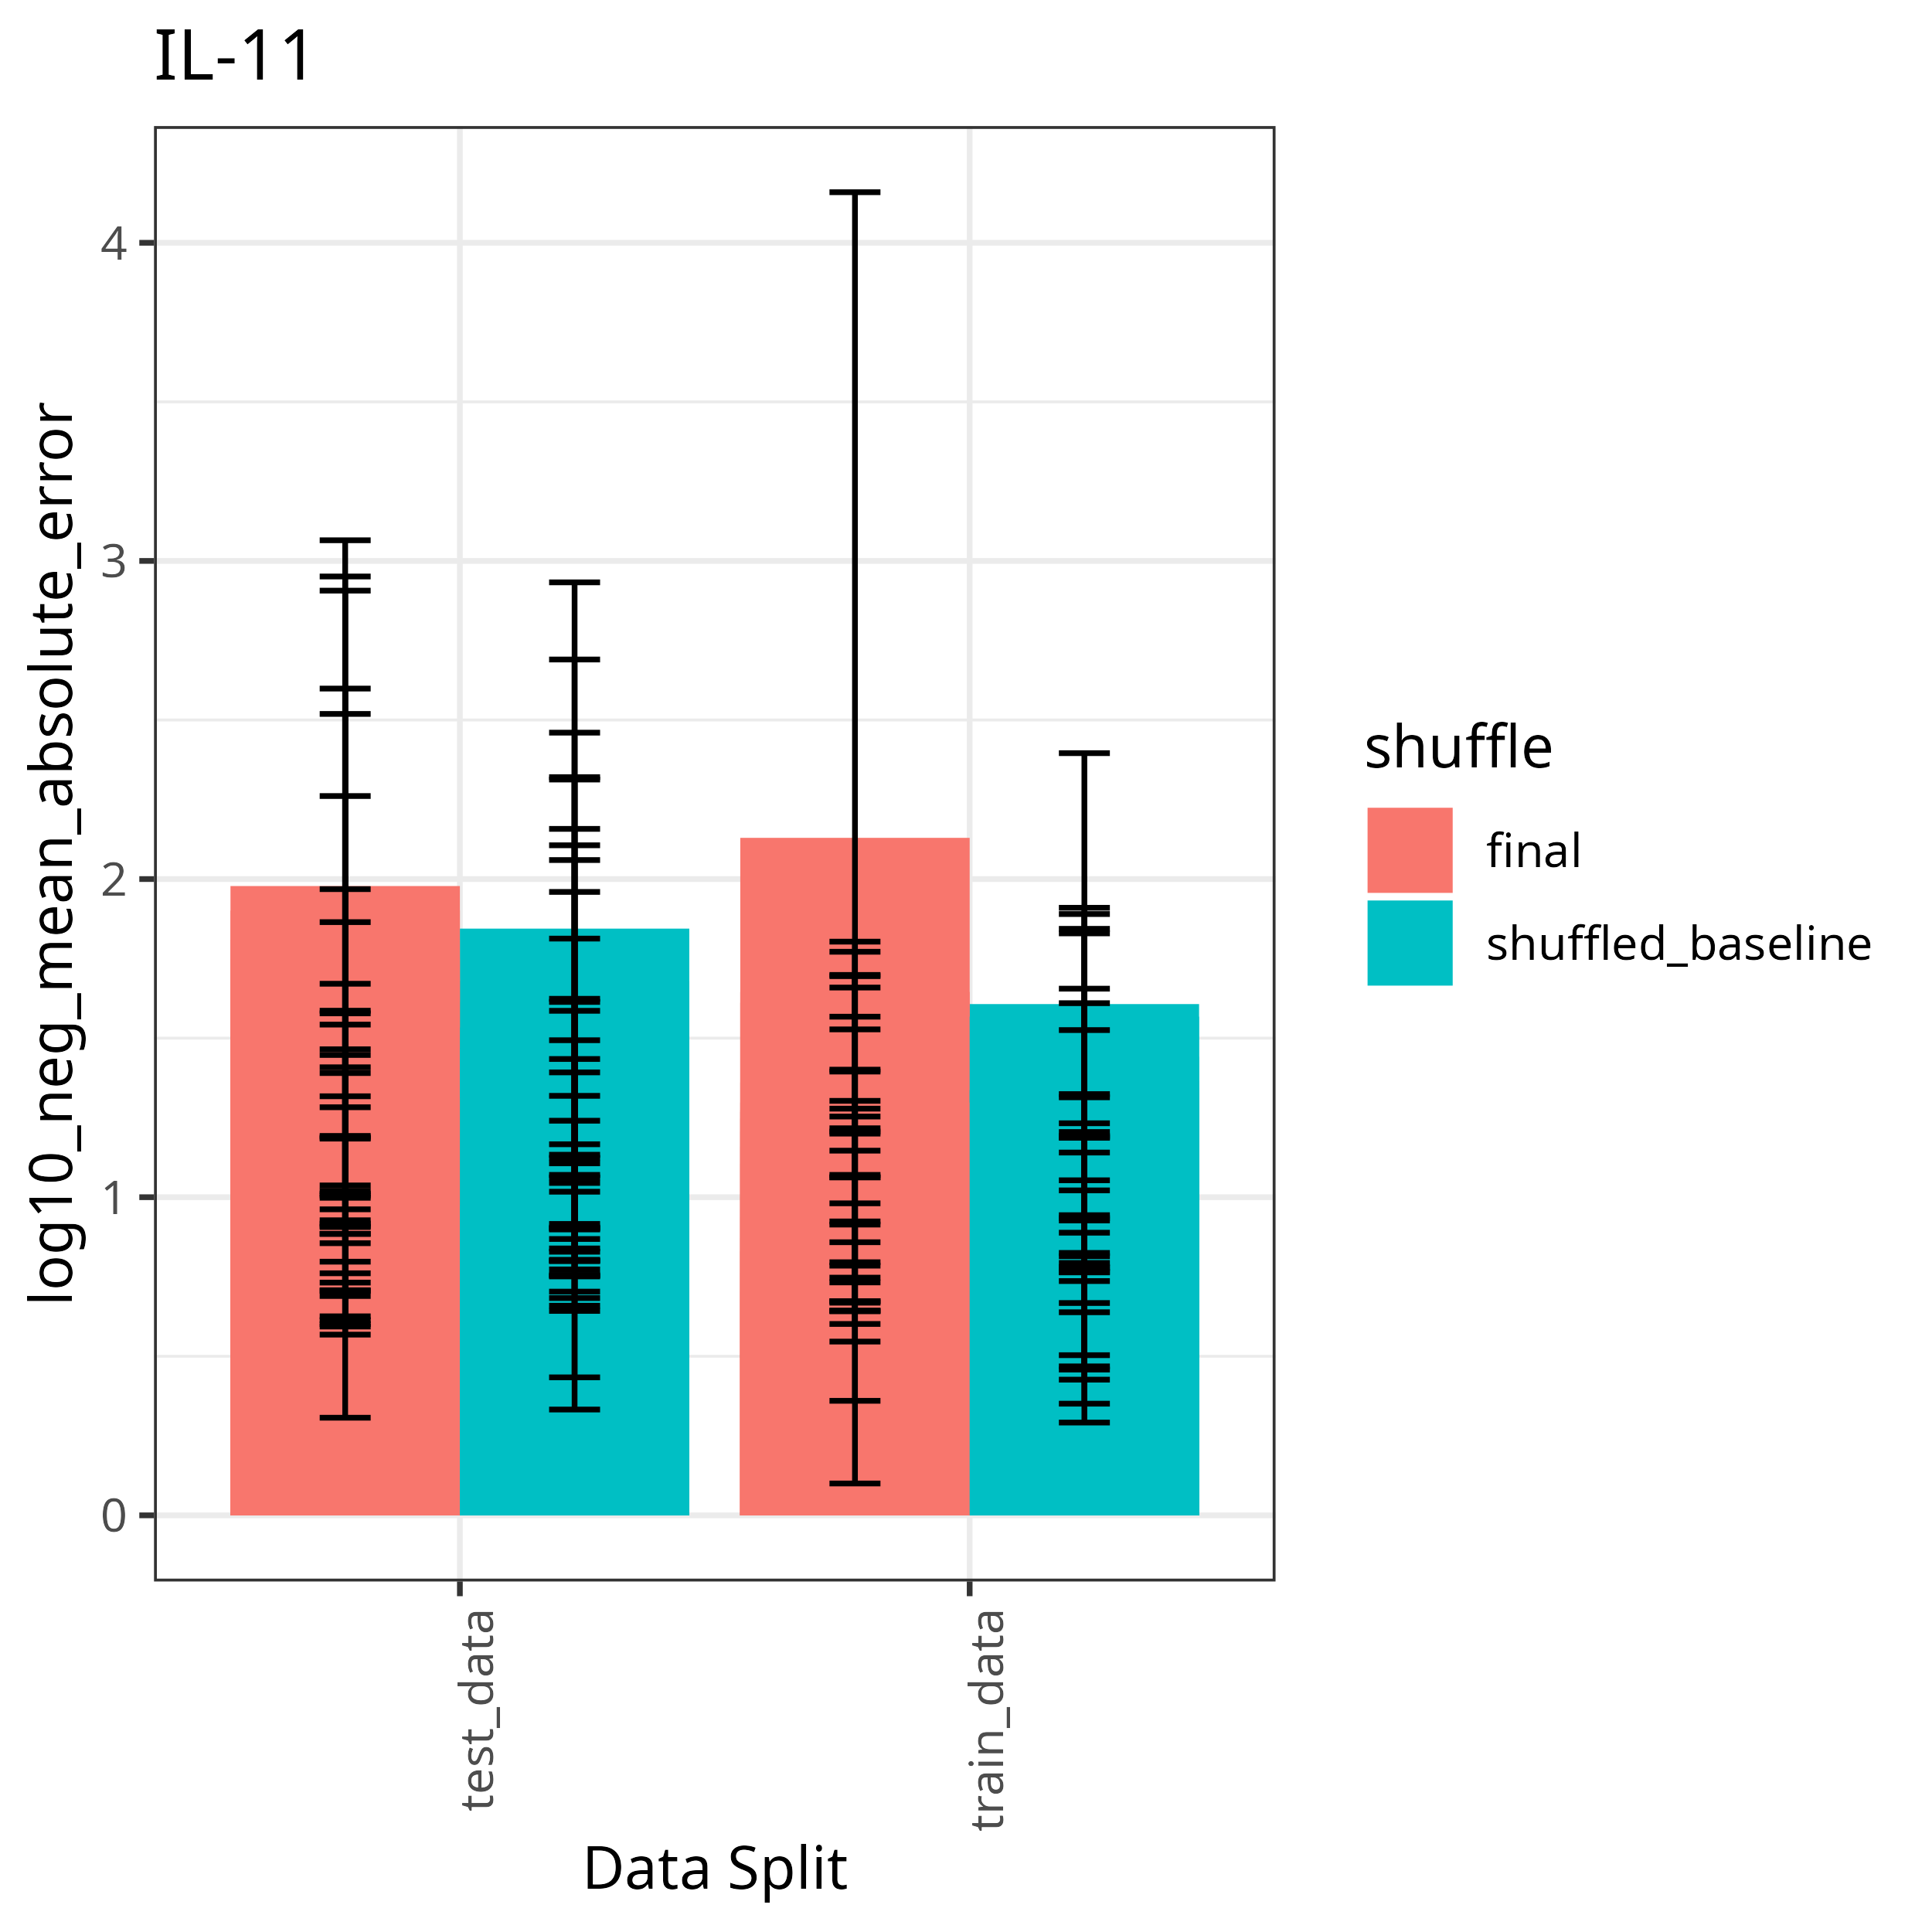 IL-11
log10_neg_mean_absolute_error
4
3
2
1
0
test_data
train_data
Data Split
shuffle
final
shuffled_baseline